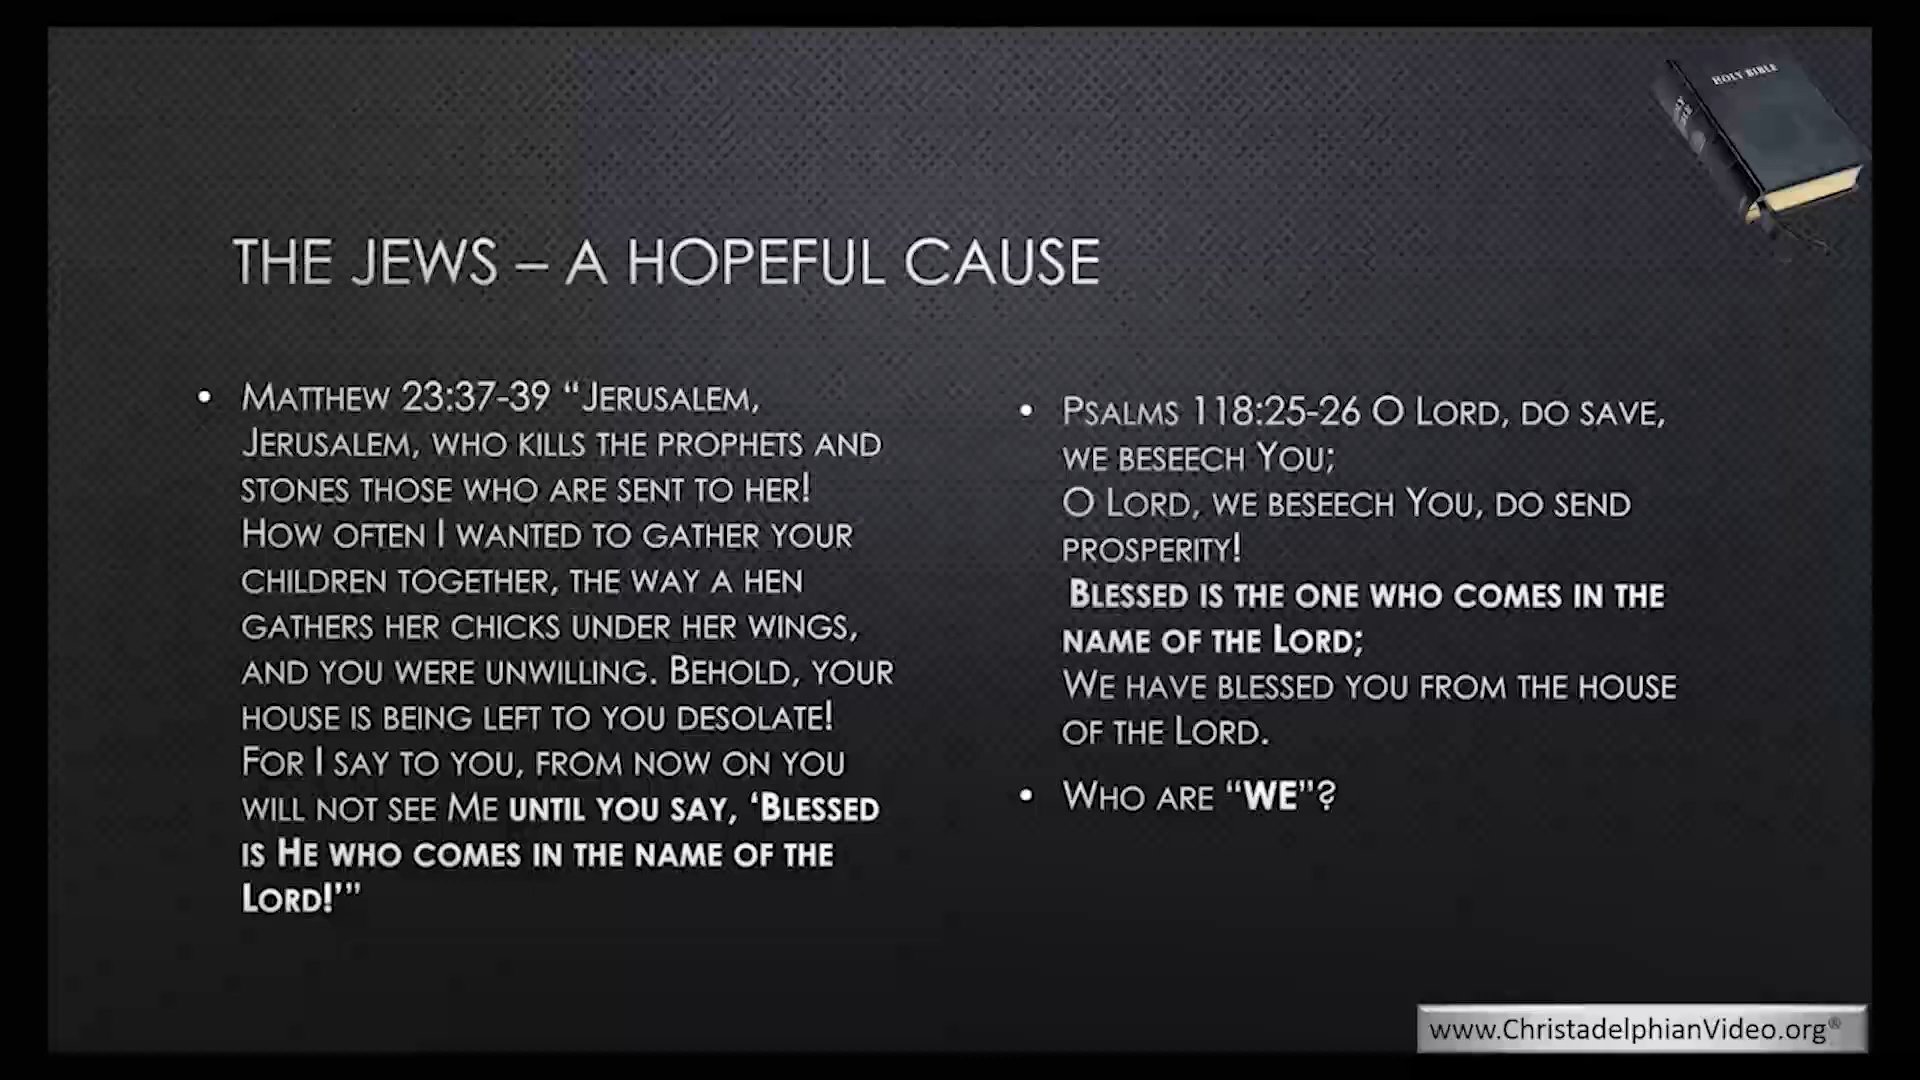 HOLY BIBLE
THE JEWS – A HOPEFUL CAUSE
• MATTHEW 23:37-39 “JERUSALEM,
JERUSALEM, WHO KILLS THE PROPHETS AND
STONES THOSE WHO ARE SENT TO HER!
HOW OFTEN I WANTED TO GATHER YOUR
CHILDREN TOGETHER, THE WAY A HEN
GATHERS HER CHICKS UNDER HER WINGS,
AND YOU WERE UNWILLING. BEHOLD, YOUR
HOUSE IS BEING LEFT TO YOU DESOLATE!
FOR I SAY TO YOU, FROM NOW ON YOU
WILL NOT SEE ME UNTIL YOU SAY, ‘BLESSED
IS HE WHO COMES IN THE NAME OF THE
LORD!’”
• PSALMS 118:25-26 O LORD, DO SAVE,
WE BESEECH YOU;
O LORD, WE BESEECH YOU, DO SEND
PROSPERITY!
BLESSED IS THE ONE WHO COMES IN THE
NAME OF THE LORD;
WE HAVE BLESSED YOU FROM THE HOUSE
OF THE LORD.
• WHO ARE “WE”?
www.ChristadelphianVideo.org®